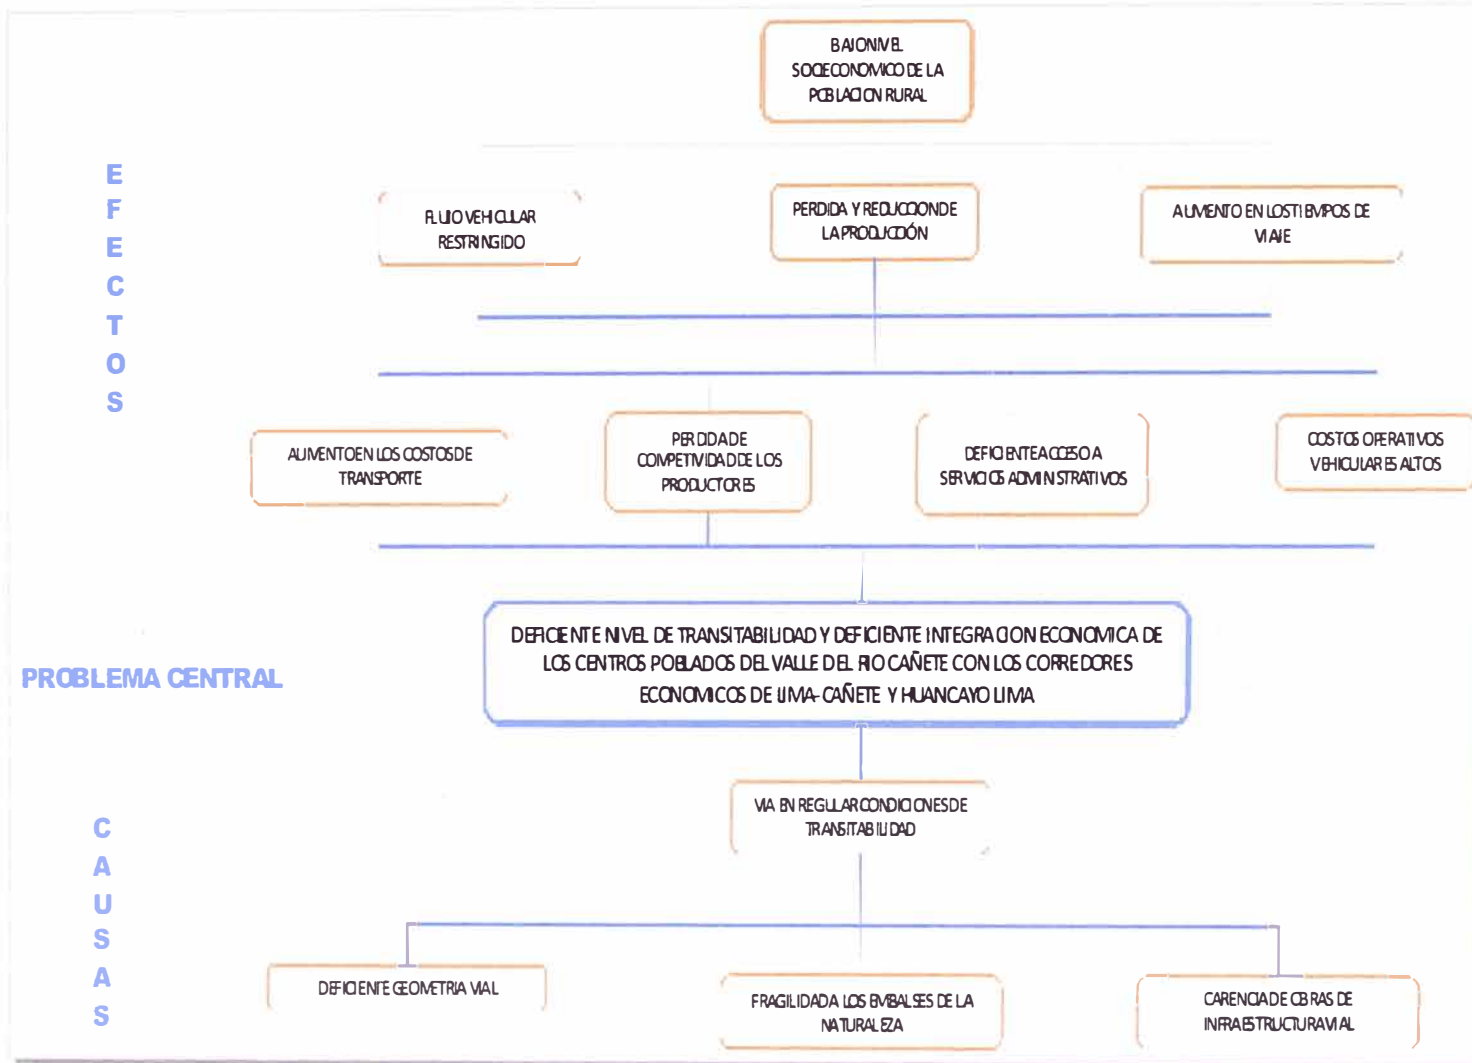 BAJO NIVEL
SOCIECONOMICO DE LA
POBLACION RURAL
EFECTOS
FLUJO VEHICULAR
RESTRINGIDO
PERDIDA Y REDUCCION DE
LA PRODUCCIÓN
AUMENTO EN LOS TIEMPOS DE
VIAJE
AUMENTO EN LOS COSTOS DE
TRANSPORTE
PERDIDA DE
COMPETIVIDAD DE LOS
PRODUCTORES
DEFICIENTE ACCESO A
SERVICIOS ADMINISTRATIVOS
COSTOS OPERATIVOS
VEHICULARES ALTOS
PROBLEMA CENTRAL
DEFICIENTE NIVEL DE TRANSITABILIDAD Y DEFICIENTE INTEGRACION ECONOMICA DE
LOS CENTROS POBLADOS DEL VALLE DEL RIO CAÑETE CON LOS CORREDORES
ECONOMICOS DE LIMA-CAÑETE Y HUANCAYO LIMA
CAUSAS
VIA EN REGULAR CONDICIONES DE
TRANSITABILIDAD
DEFICIENTE GEOMETRIA VIAL
FRAGILIDAD A LOS EMBALSES DE LA
NATURALEZA
CARENCIA DE OBRAS DE
INFRAESTRUCTURA VIAL